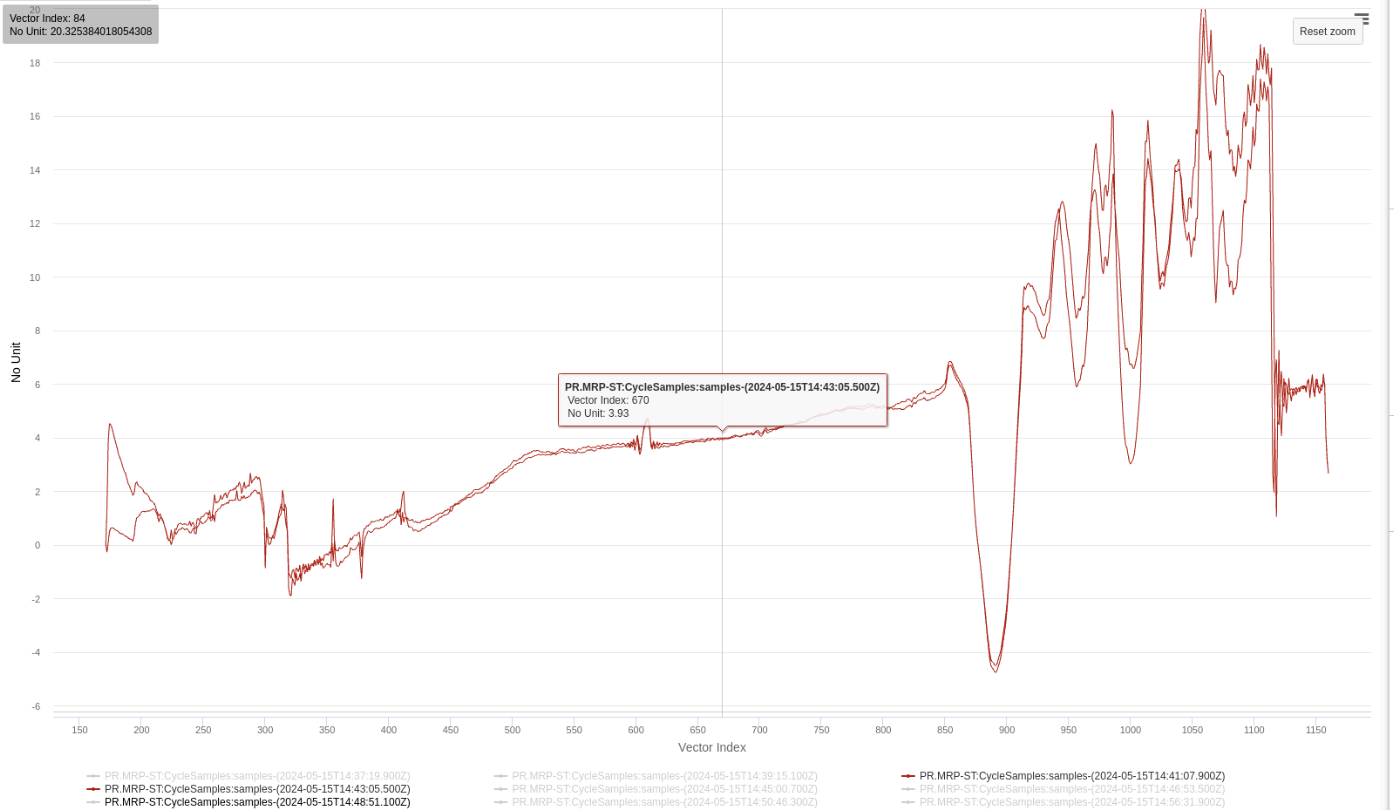 20
Vector Index: 84
No Unit: 20.325384018054308
Reset zoom
18
16
14
12
10
8
6
4
2
0
-2
-4
-6
No Unit
PR.MRP-ST:CycleSamples:samples-(2024-05-15T14:43:05.500Z)
Vector Index: 670
No Unit: 3.93
150 200 250 300 350 400 450 500 550 600 650 700 750 800 850 900 950 1000 1050 1100 1150
Vector Index
PR.MRP-ST:CycleSamples:samples-(2024-05-15T14:37:19.900Z) PR.MRP-ST:CycleSamples:samples-(2024-05-15T14:39:15.100Z) PR.MRP-ST:CycleSamples:samples-(2024-05-15T14:41:07.900Z)
PR.MRP-ST:CycleSamples:samples-(2024-05-15T14:43:05.500Z) PR.MRP-ST:CycleSamples:samples-(2024-05-15T14:45:00.700Z) PR.MRP-ST:CycleSamples:samples-(2024-05-15T14:46:53.500Z)
PR.MRP-ST:CycleSamples:samples-(2024-05-15T14:48:51.100Z) PR.MRP-ST:CycleSamples:samples-(2024-05-15T14:50:46.300Z) PR.MRP-ST:CycleSamples:samples-(2024-05-15T14:56:31.900Z)